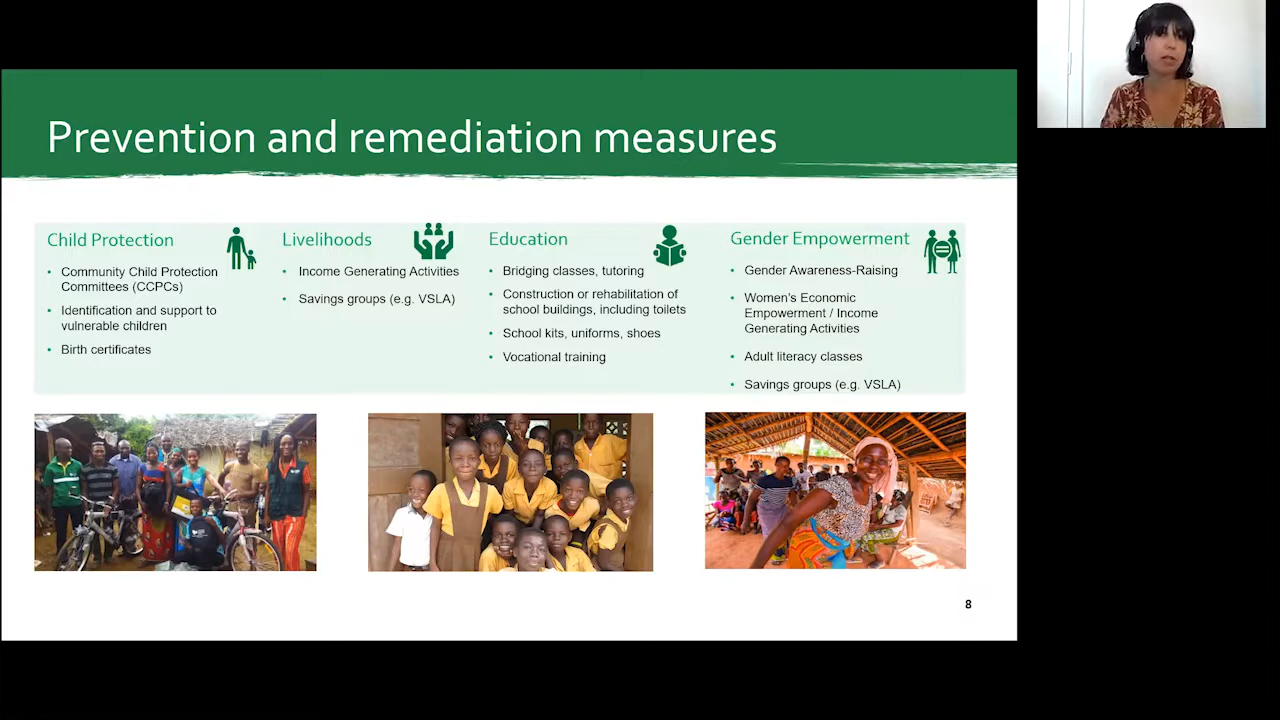 Prevention and remediation measures
Child Protection
• Community Child Protection
Committees (CCPCs)
• Identification and support to
vulnerable children
• Birth certificates
Livelihoods
• Income Generating Activities
• Savings groups (e.g. VSLA)
Education
• Bridging classes, tutoring
• Construction or rehabilitation of
school buildings, including toilets
• School kits, uniforms, shoes
• Vocational training
Gender Empowerment
• Gender Awareness-Raising
• Women's Economic
Empowerment / Income
Generating Activities
• Adult literacy classes
• Savings groups (e.g. VSLA)
8